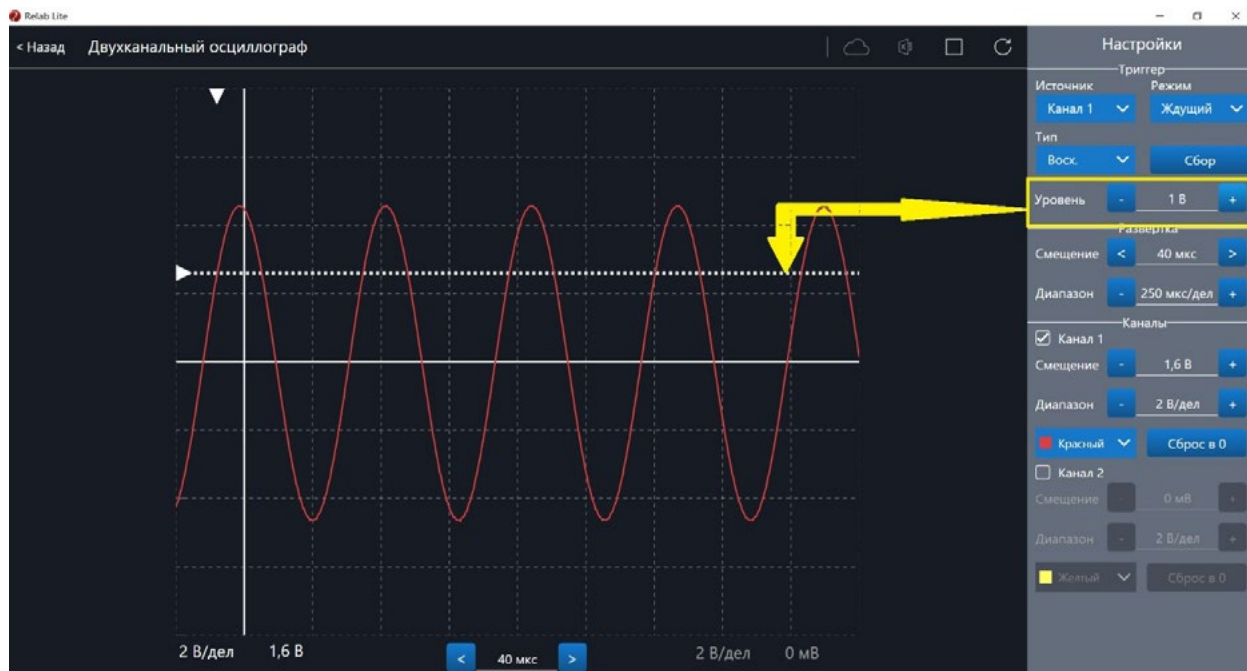 Relab Lite
< Назад Двухканальный осциллограф
Настройки
Триггер
Источник Режим
Канал 1 Ждущий
Тип
Восх. Сбор
Уровень - 1 В +
Развертка
Смещение < 40 мкс >
Диапазон - 250 мкс/дел +
Каналы
Канал 1
Смещение - 1,6 В +
Диапазон - 2 В/дел +
Красный Сброс в 0
Канал 2
Смещение - 0 мВ +
Диапазон - 2 В/дел +
Желтый Сброс в 0
2 В/дел 1,6 В < 40 мкс > 2 В/дел 0 мВ